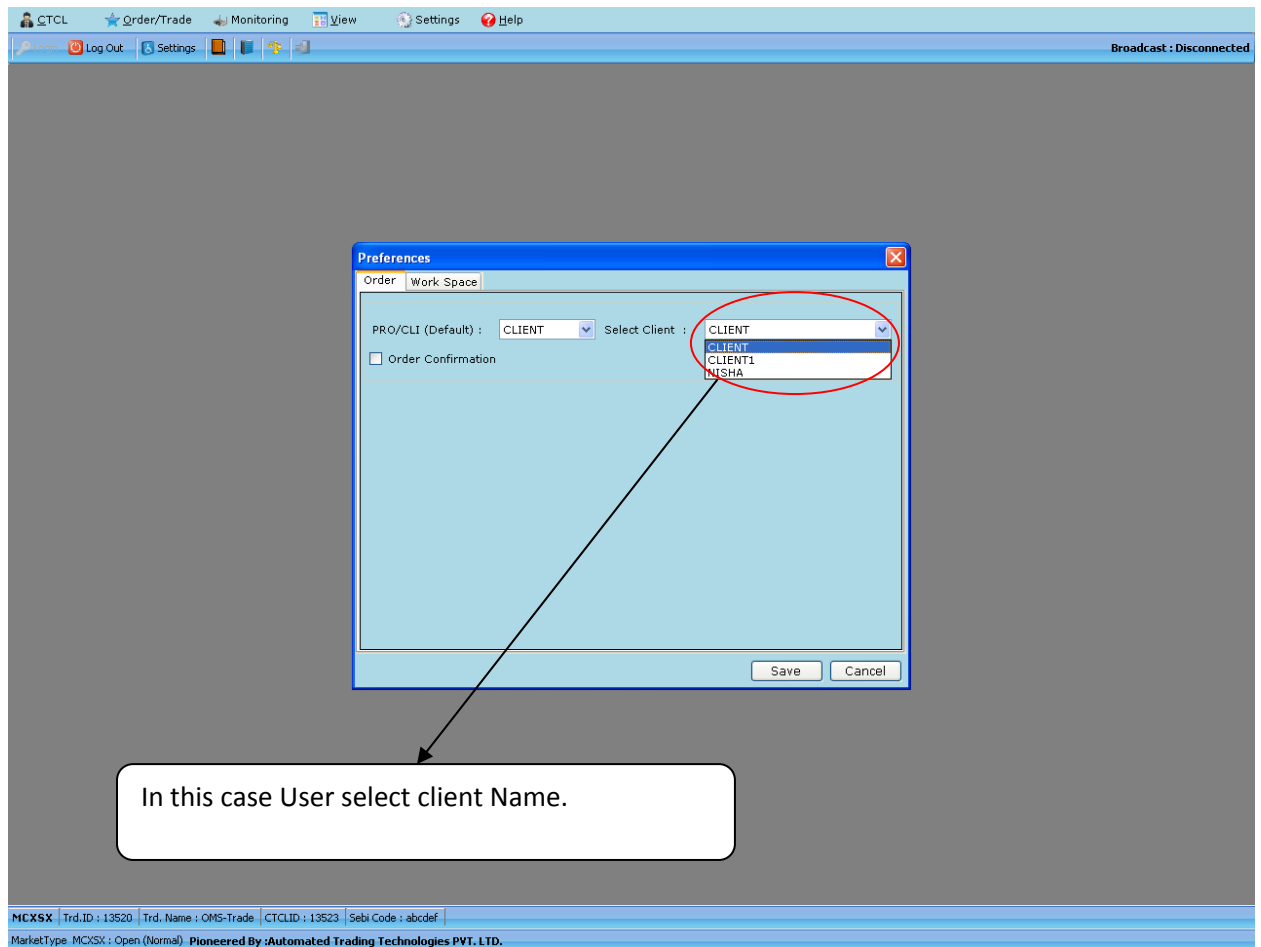 CTCL Order/Trade Monitoring View Settings Help
Log Out Settings Broadcast : Disconnected
Preferences
Order Work Space
PRO/CLI (Default) : CLIENT Select Client : CLIENT
CLIENT
Order Confirmation CLIENT1
NISHA
Save Cancel
In this case User select client Name.
MCXSX Trd.ID : 13520 Trd. Name : OMS-Trade CTCLID : 13523 Sebi Code : abcdef
MarketType MCXSX : Open (Normal) Pioneered By :Automated Trading Technologies PVT. LTD.